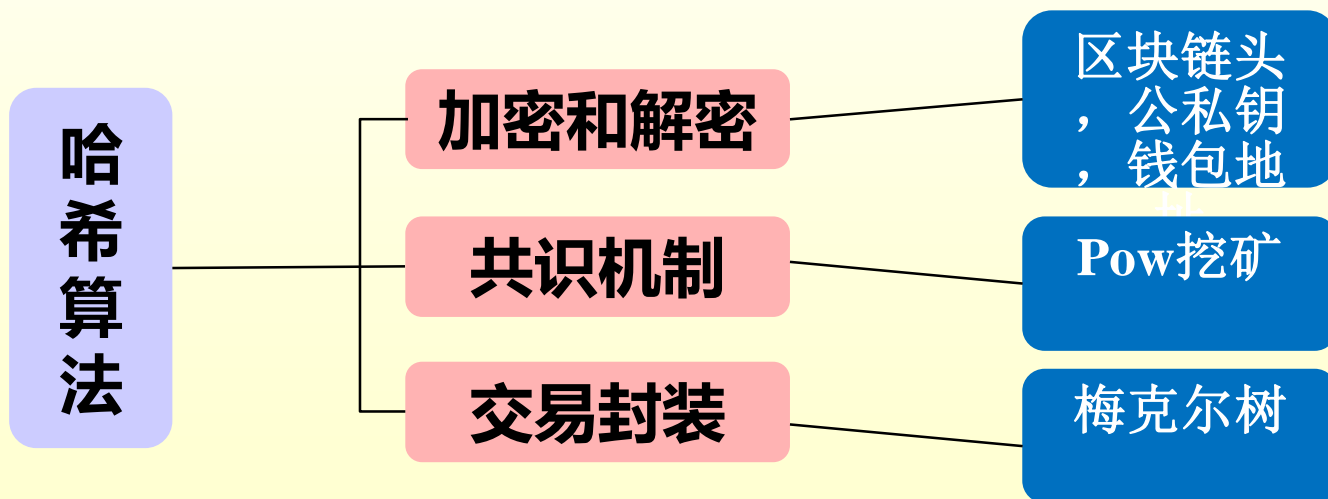 哈
希
算
法
加密和解密
共识机制
交易封装
区块链头
，公私钥
，钱包地
Pow挖矿
梅克尔树